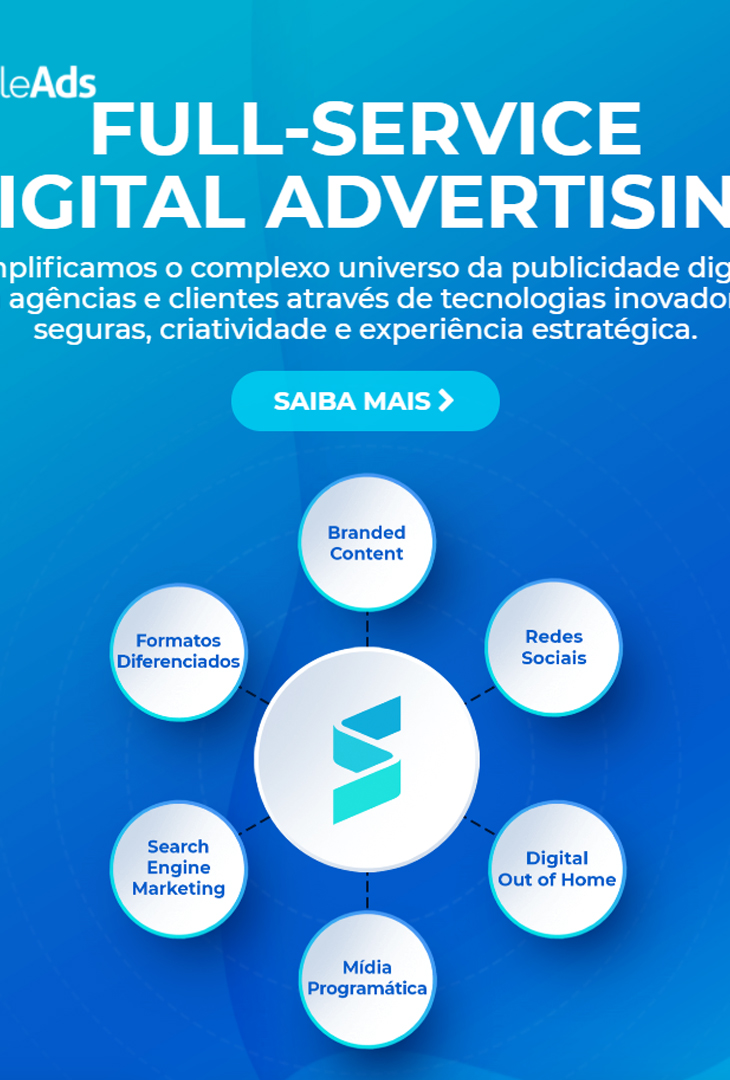 leAds
FULL-SERVICE
IGITAL ADVERTISIN
mplificamos o complexo universo da publicidade dig
agências e clientes através de tecnologias inovador
seguras, criatividade e experiência estratégica.
SAIBA MAIS
Branded
Content
Formatos
Diferenciados
Redes
Sociais
Search
Engine
Marketing
Digital
Out of Home
Mídia
Programática